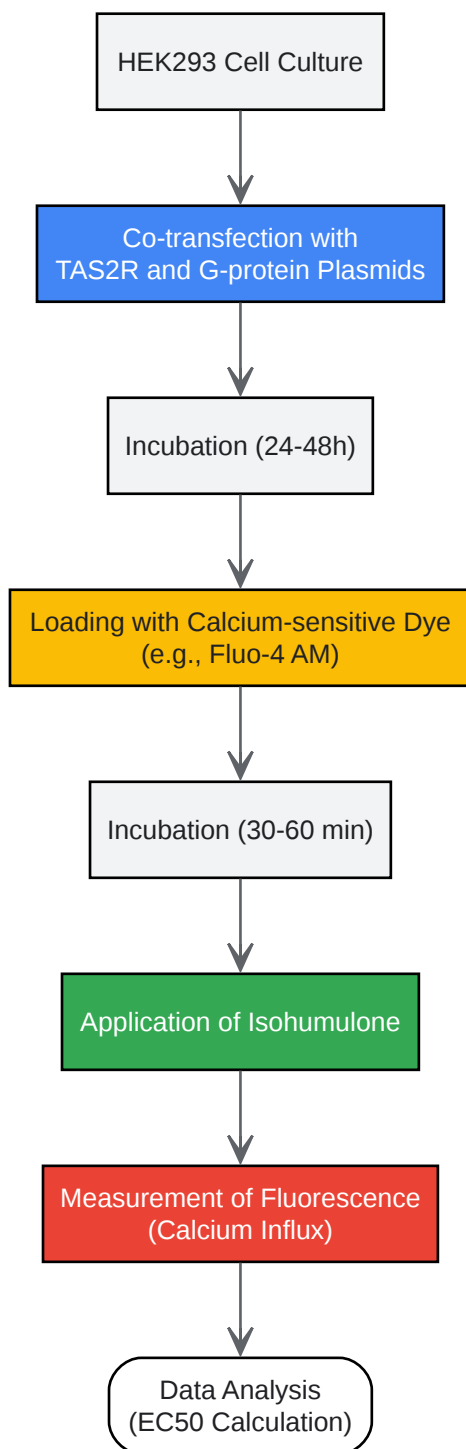 HEK293 Cell Culture
Co-transfection with
TAS2R and G-protein Plasmids
Incubation (24-48h)
Loading with Calcium-sensitive Dye
(e.g., Fluo-4 AM)
Incubation (30-60 min)
Application of Isohumulone
Measurement of Fluorescence
(Calcium Influx)
Data Analysis
(EC50 Calculation)